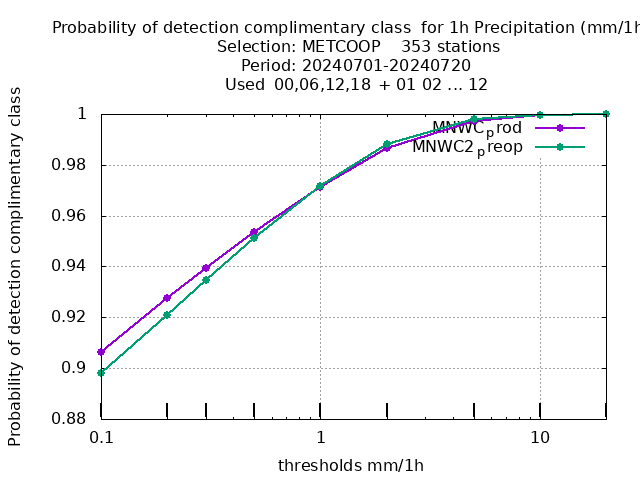 Probability of detection complimentary class  for 1h Precipitation (mm/1h
Selection: METCOOP    353 stations
Period: 20240701-20240720
Used  00,06,12,18 + 01 02 ... 12
Probability of detection complimentary class
1
0.98
0.96
0.94
0.92
0.9
0.88
MNWC_prod
MNWC2_preop
0.1
1
10
thresholds mm/1h